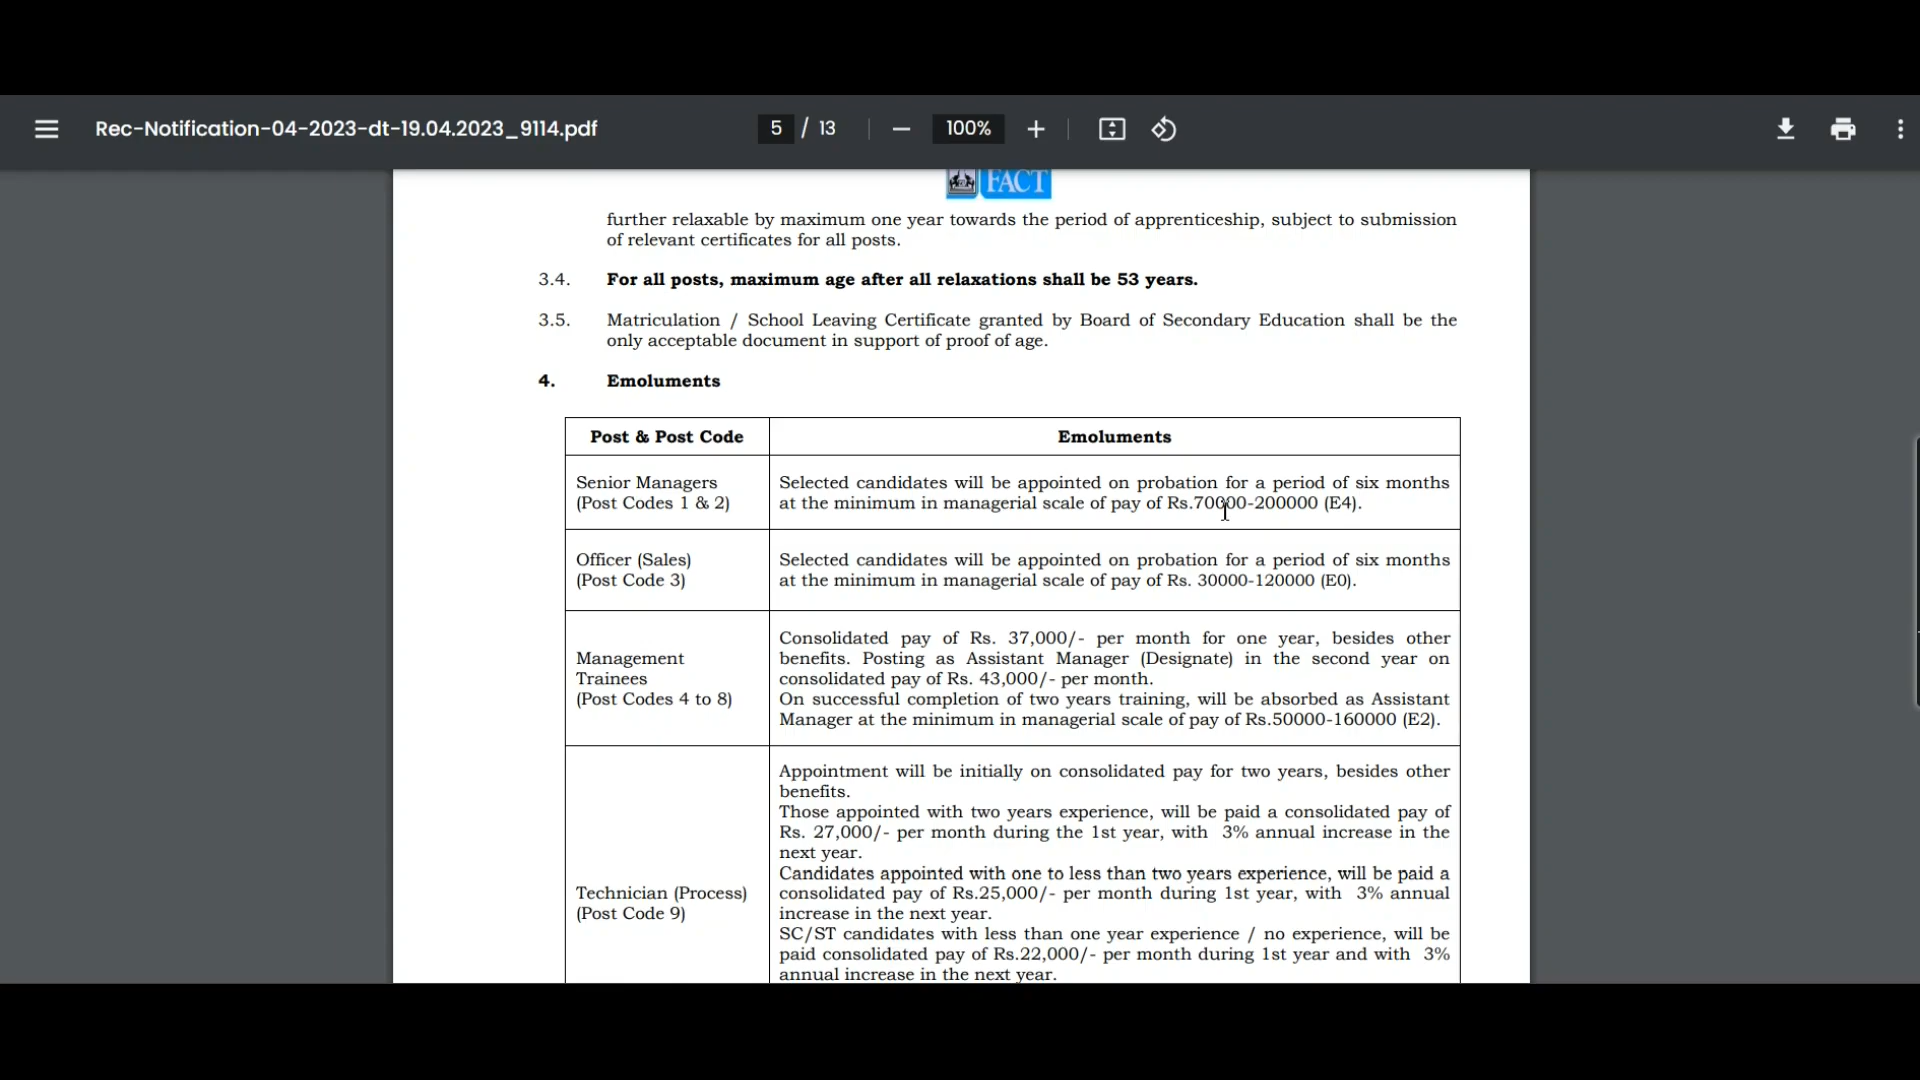 Rec-Notification-04-2023-dt-19.04.2023_9114.pdf
5 / 13
100%
FACT
further relaxable by maximum one year towards the period of apprenticeship, subject to submission
of relevant certificates for all posts.
3.4. For all posts, maximum age after all relaxations shall be 53 years.
3.5. Matriculation / School Leaving Certificate granted by Board of Secondary Education shall be the
only acceptable document in support of proof of age.
4. Emoluments
Post & Post Code
Emoluments
Senior Managers
(Post Codes 1 & 2)
Selected candidates will be appointed on probation for a period of six months
at the minimum in managerial scale of pay of Rs.70000-200000 (E4).
Officer (Sales)
(Post Code 3)
Selected candidates will be appointed on probation for a period of six months
at the minimum in managerial scale of pay of Rs. 30000-120000 (E0).
Management
Trainees
(Post Codes 4 to 8)
Consolidated pay of Rs. 37,000/- per month for one year, besides other
benefits. Posting as Assistant Manager (Designate) in the second year on
consolidated pay of Rs. 43,000/- per month.
On successful completion of two years training, will be absorbed as Assistant
Manager at the minimum in managerial scale of pay of Rs.50000-160000 (E2).
Technician (Process)
(Post Code 9)
Appointment will be initially on consolidated pay for two years, besides other
benefits.
Those appointed with two years experience, will be paid a consolidated pay of
Rs. 27,000/- per month during the 1st year, with 3% annual increase in the
next year.
Candidates appointed with one to less than two years experience, will be paid a
consolidated pay of Rs.25,000/- per month during 1st year, with 3% annual
increase in the next year.
SC/ST candidates with less than one year experience / no experience, will be
paid consolidated pay of Rs.22,000/- per month during 1st year and with 3%
annual increase in the next year.